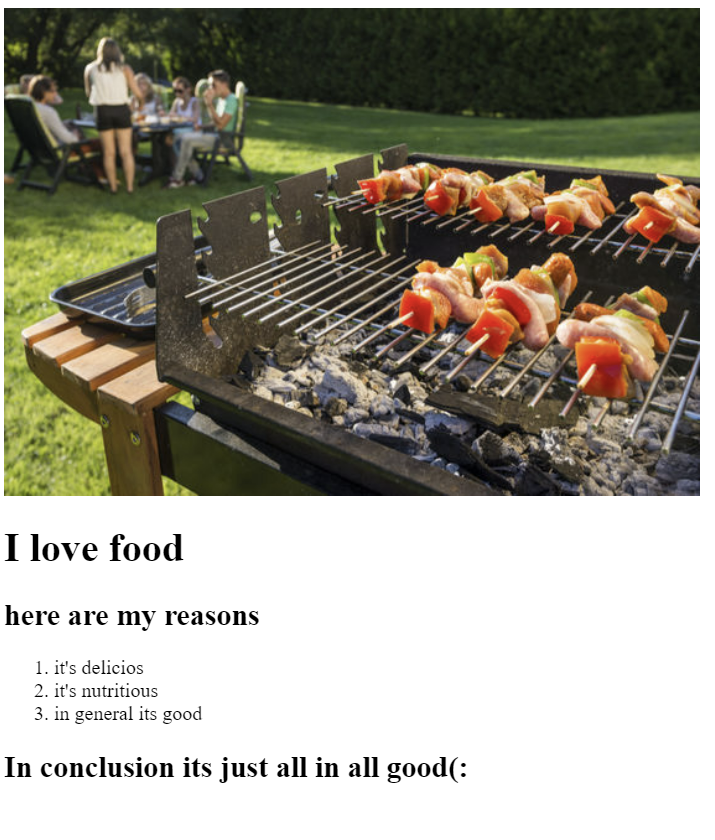 I love food
here are my reasons
1. it's delicios
2. it's nutritious
3. in general its good
In conclusion its just all in all good(: